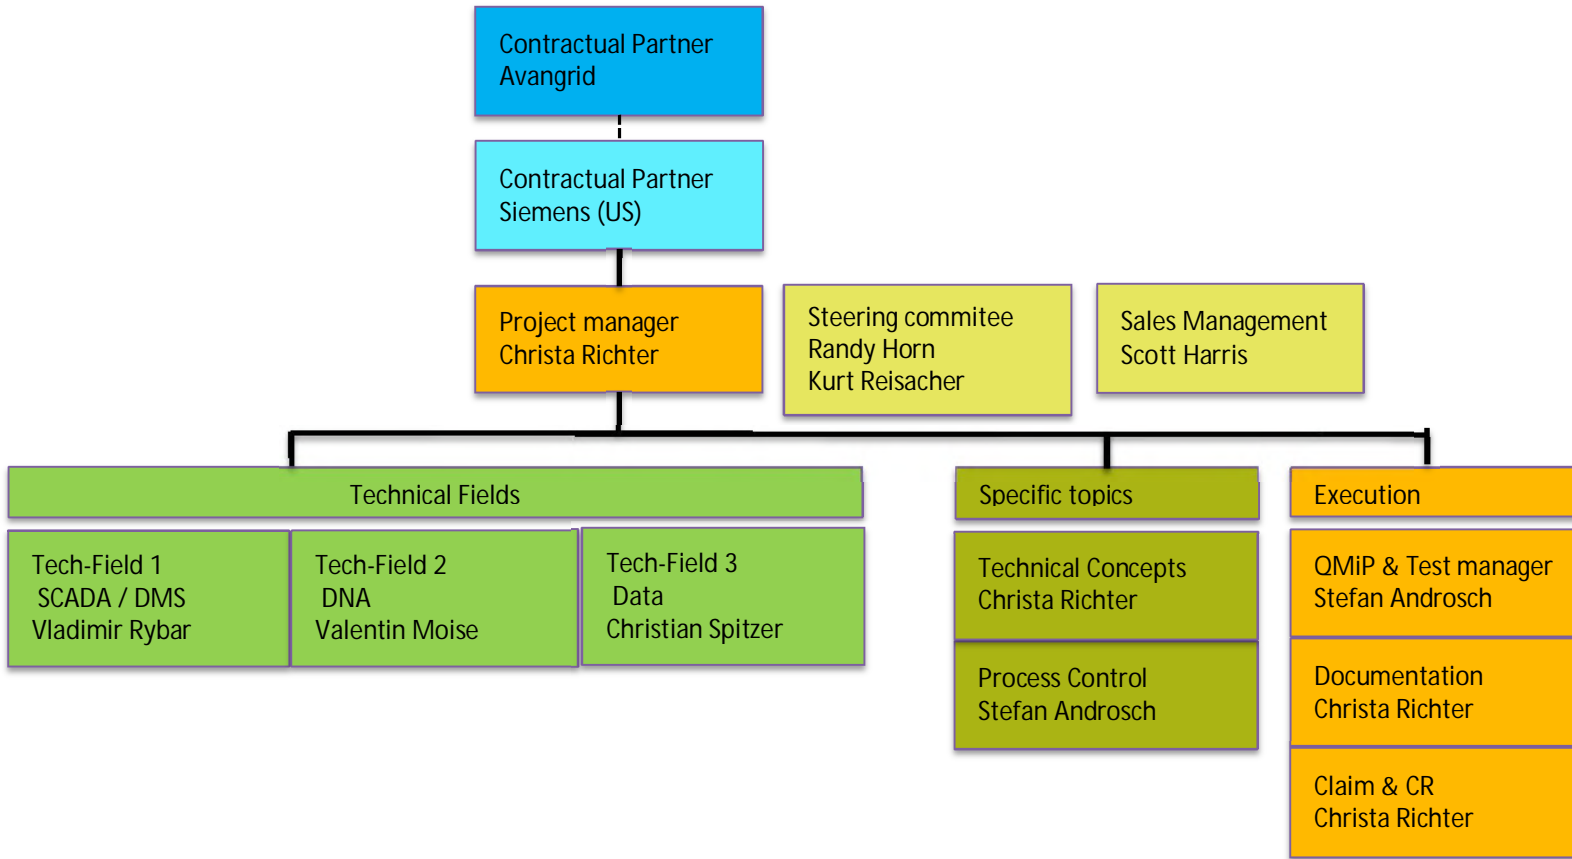 Contractual Partner
Avangrid
Contractual Partner
Siemens (US)
Project manager
Christa Richter
Steering commitee
Randy Horn
Kurt Reisacher
Sales Management
Scott Harris
Technical Fields
Tech-Field 1
SCADA / DMS
Vladimir Rybar
Tech-Field 2
DNA
Valentin Moise
Tech-Field 3
Data
Christian Spitzer
Specific topics
Technical Concepts
Christa Richter
Process Control
Stefan Androsch
Execution
QMiP & Test manager
Stefan Androsch
Documentation
Christa Richter
Claim & CR
Christa Richter